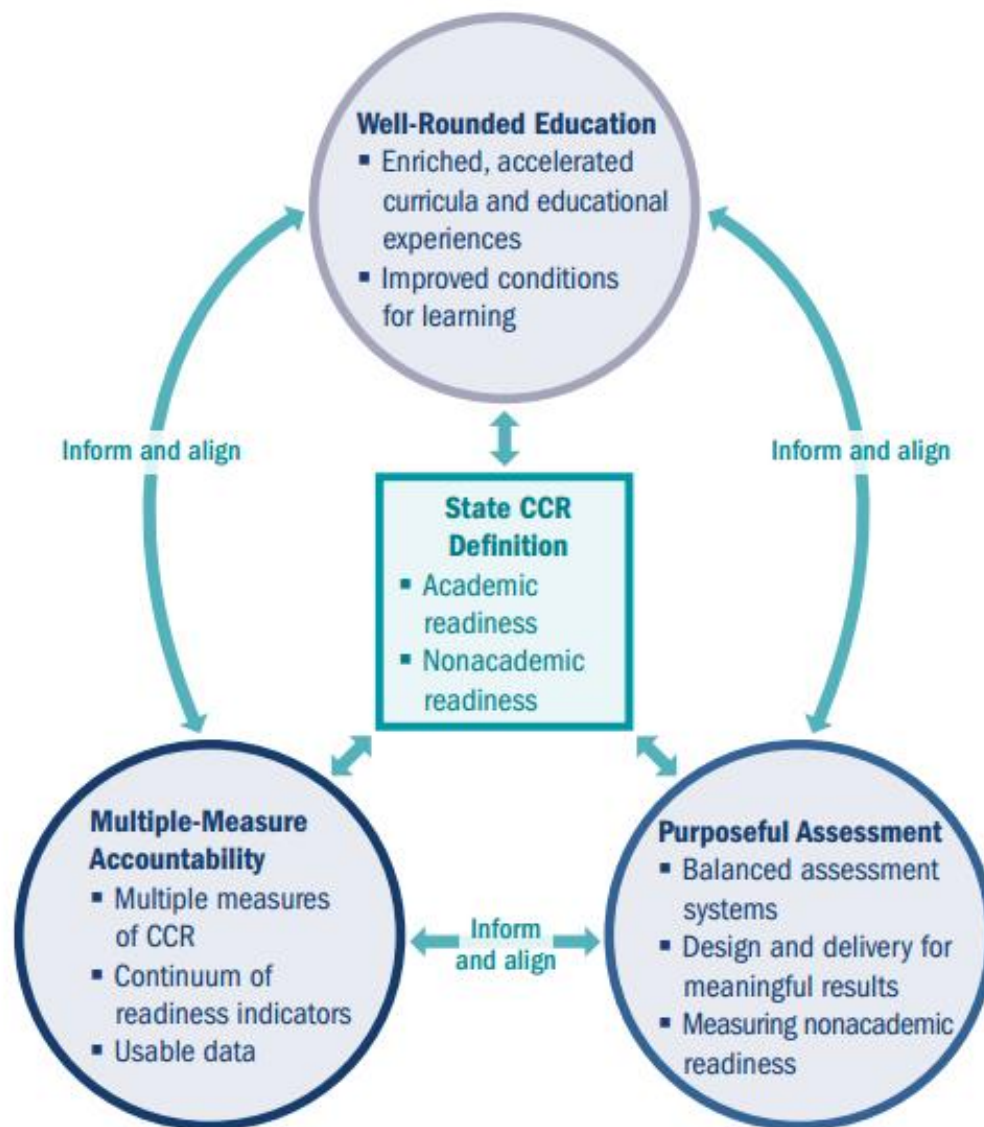 Well-Rounded Education
▪ Enriched, accelerated
curricula and educational
experiences
▪ Improved conditions
for learning
Inform and align
Inform and align
State CCR
Definition
▪ Academic
readiness
▪ Nonacademic
readiness
Multiple-Measure
Accountability
▪ Multiple measures
of CCR
▪ Continuum of
readiness indicators
▪ Usable data
Inform
and align
Purposeful Assessment
▪ Balanced assessment
systems
▪ Design and delivery for
meaningful results
▪ Measuring nonacademic
readiness